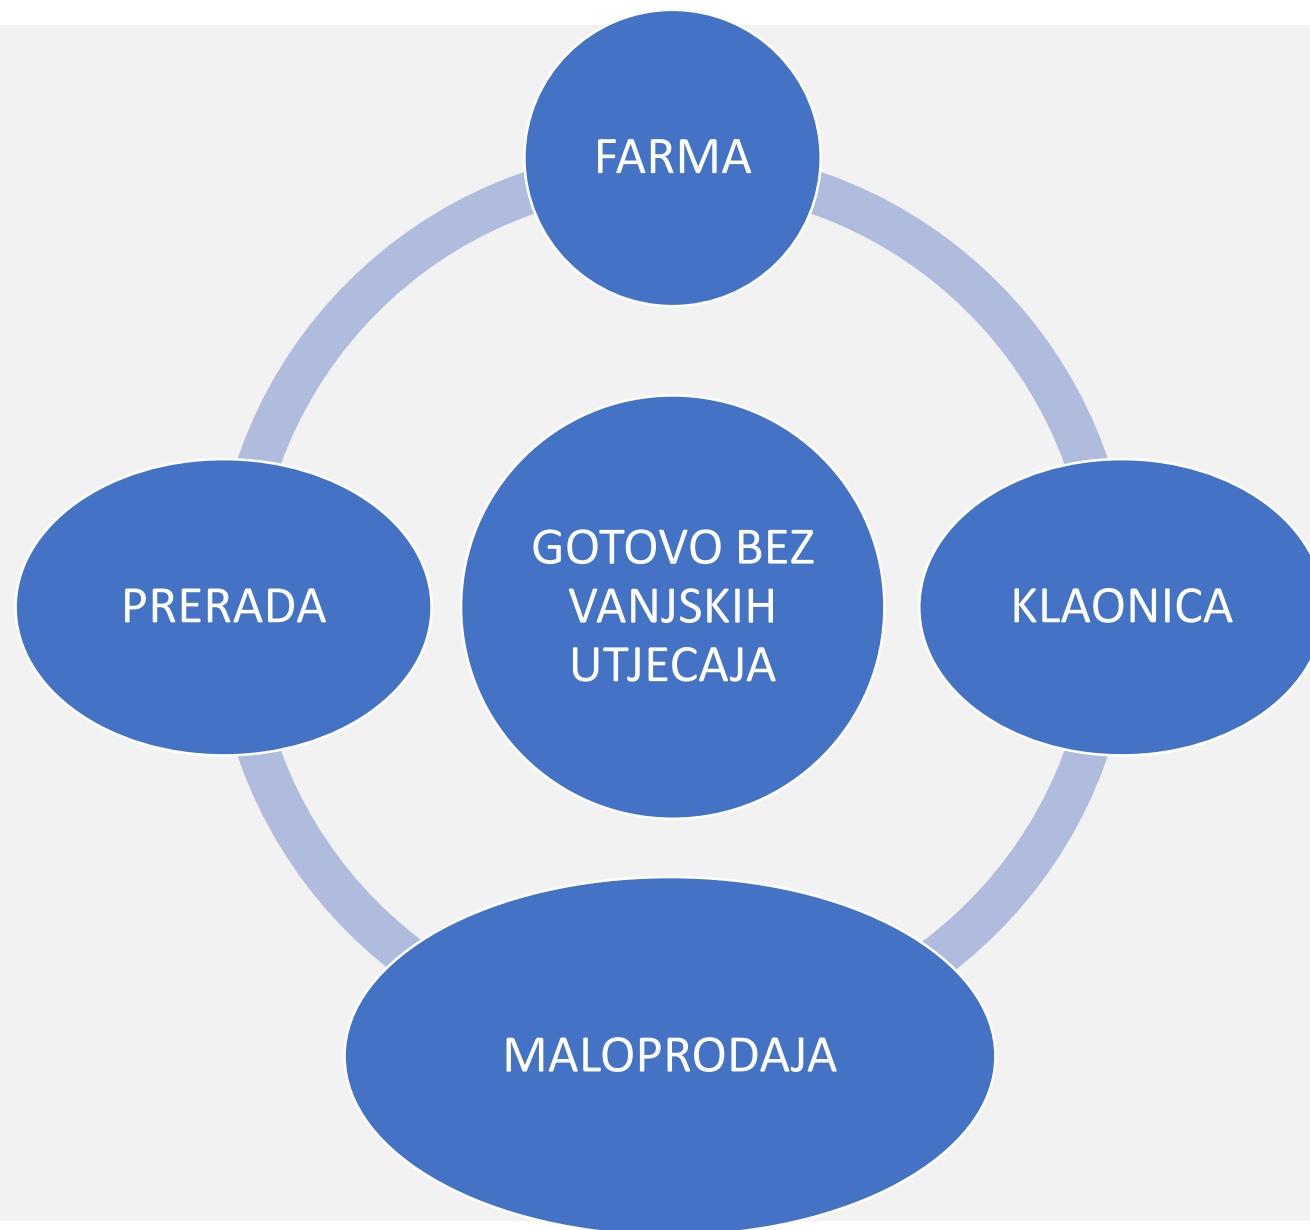 FARMA
PRERADA
GOTOVO BEZ
VANJSKIH
UTJECAJA
KLAONICA
MALOPRODAJA